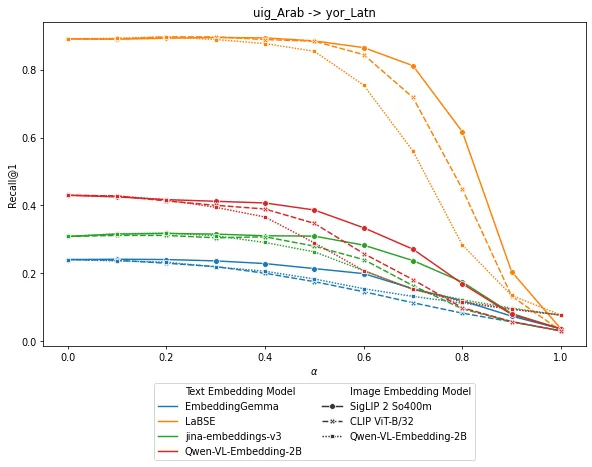 uig_Arab -> yor_Latn
Recall@1
0.8
0.6
0.4
0.2
0.0
0.0 0.2 0.4 0.6 0.8 1.0
α
Text Embedding Model Image Embedding Model
EmbeddingGemma SigLIP 2 So400m
LaBSE CLIP ViT-B/32
jina-embeddings-v3 Qwen-VL-Embedding-2B
Qwen-VL-Embedding-2B